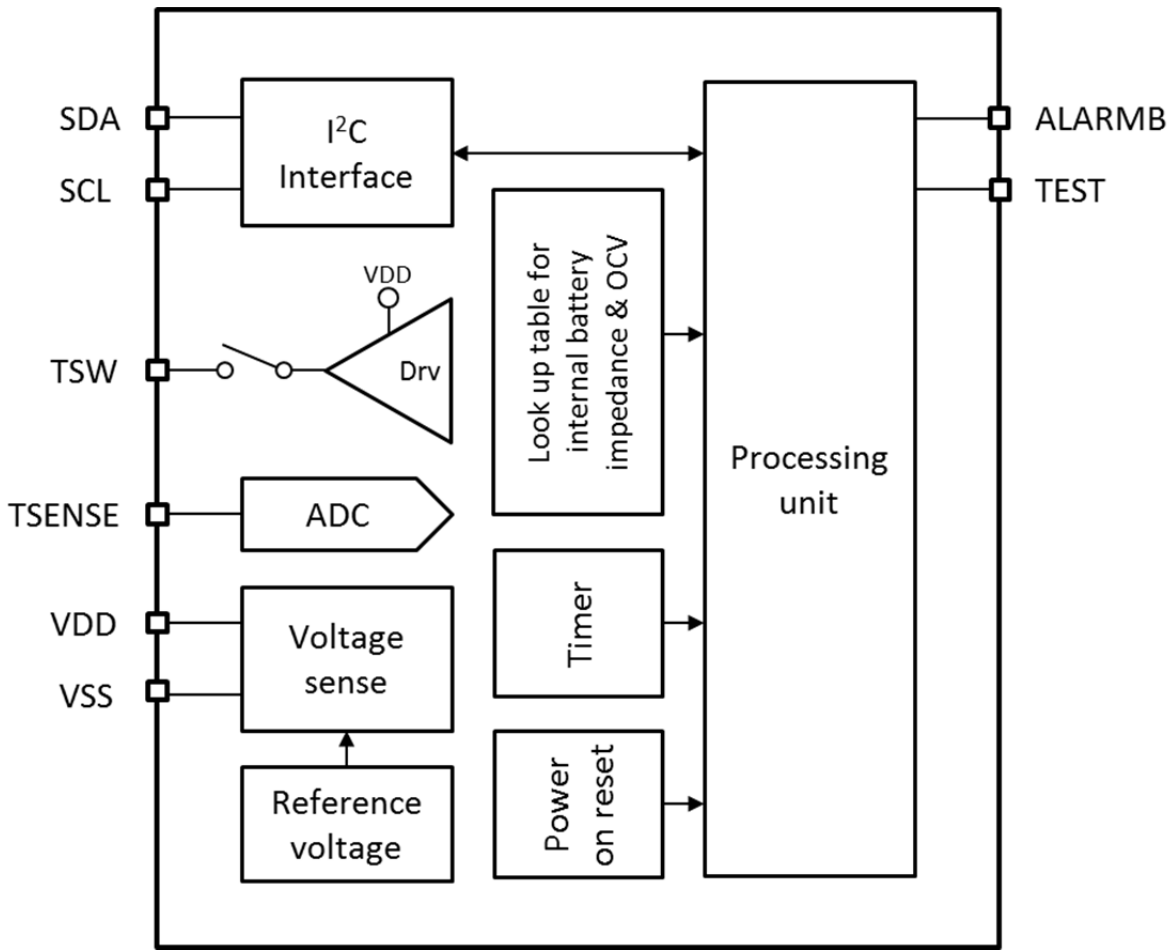 SDA
SCL
I²C
Interface
VDD
TSW
Drv
TSENSE
ADC
VDD
VSS
Voltage
sense
Reference
voltage
Look up table for
internal battery
impedance & OCV
Timer
Power
on reset
Processing
unit
ALARMB
TEST